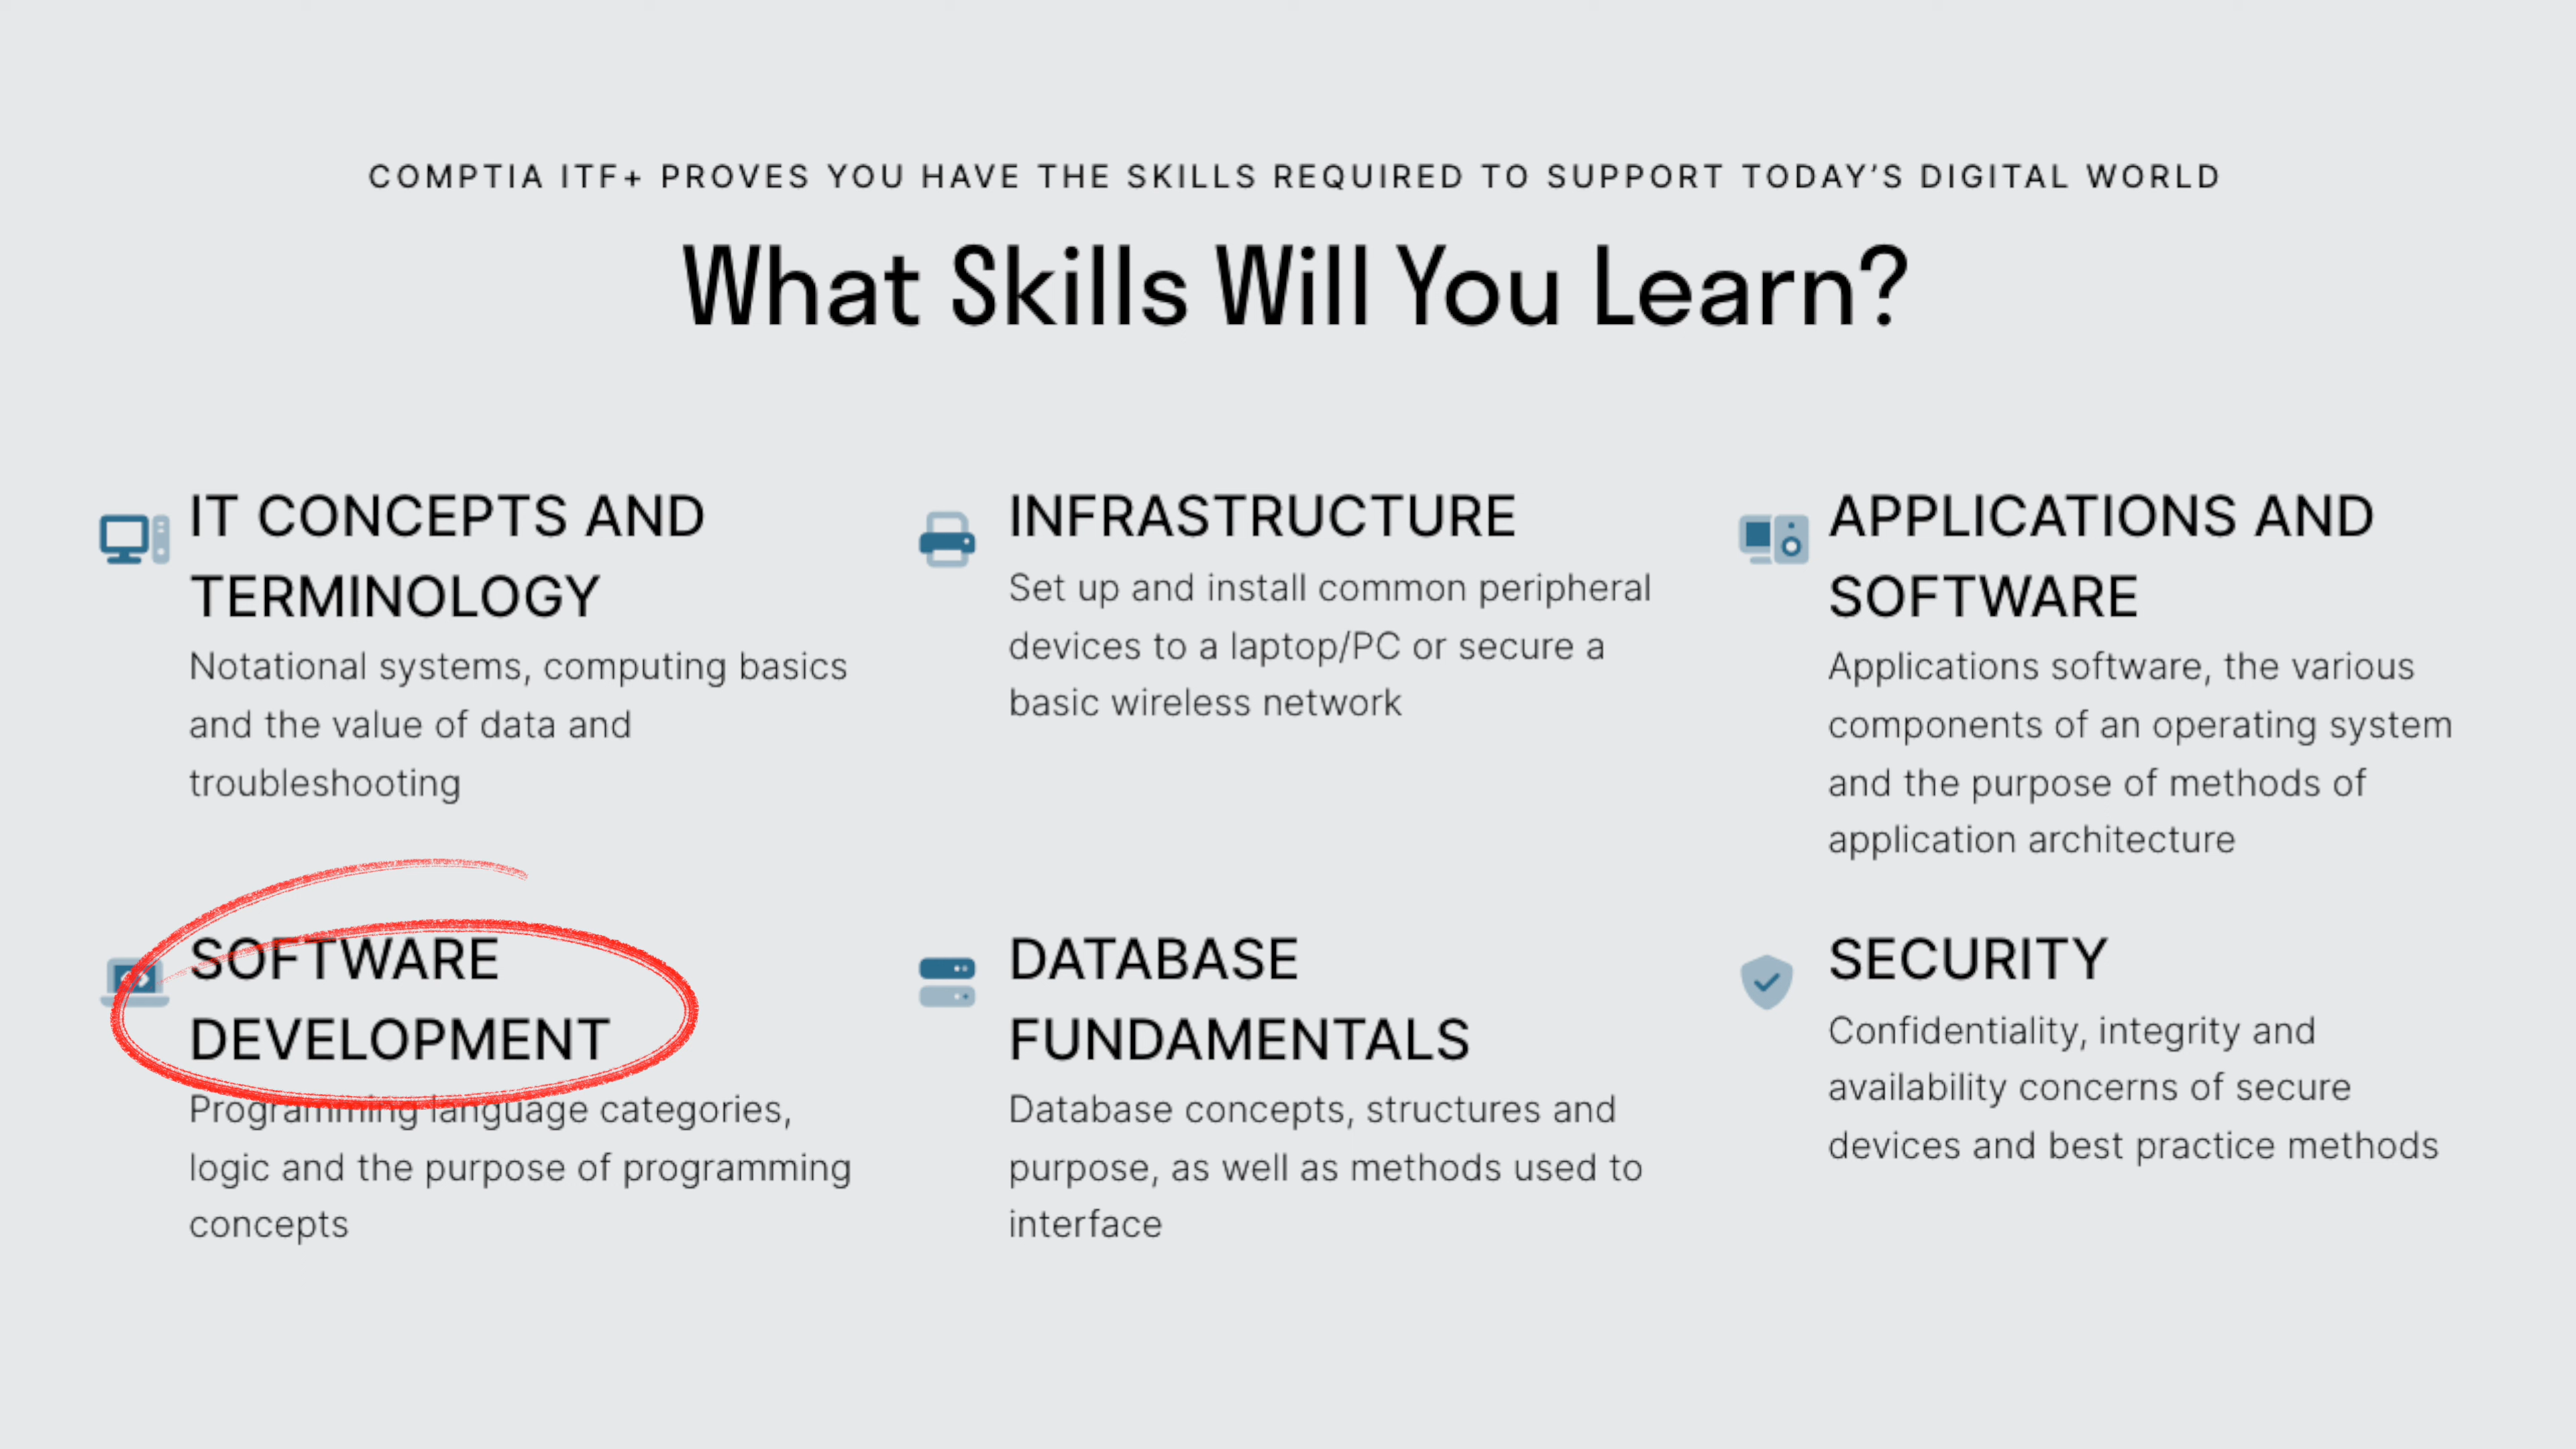 COMPTIA ITF+ PROVES YOU HAVE THE SKILLS REQUIRED TO SUPPORT TODAY’S DIGITAL WORLD
What Skills Will You Learn?
IT CONCEPTS AND
TERMINOLOGY
Notational systems, computing basics
and the value of data and
troubleshooting
INFRASTRUCTURE
Set up and install common peripheral
devices to a laptop/PC or secure a
basic wireless network
APPLICATIONS AND
SOFTWARE
Applications software, the various
components of an operating system
and the purpose of methods of
application architecture
SOFTWARE
DEVELOPMENT
Programming language categories,
logic and the purpose of programming
concepts
DATABASE
FUNDAMENTALS
Database concepts, structures and
purpose, as well as methods used to
interface
SECURITY
Confidentiality, integrity and
availability concerns of secure
devices and best practice methods